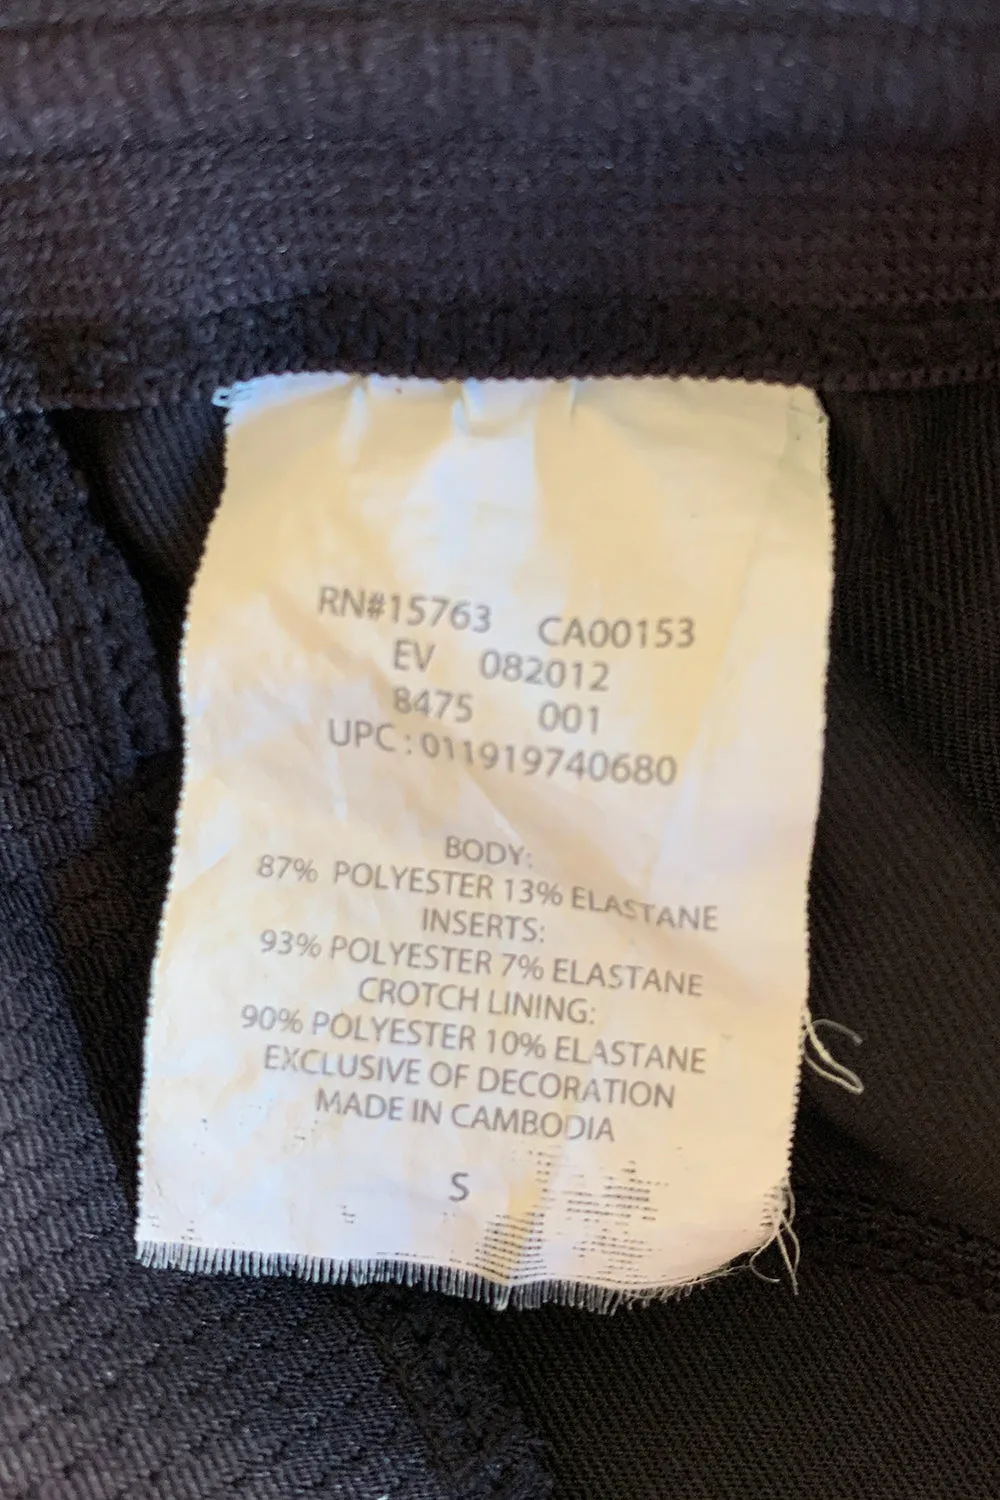 RN#15763 CA00153
EV 082012
8475 001
UPC : 011919740680
BODY:
87% POLYESTER 13% ELASTANE
INSERTS:
93% POLYESTER 7% ELASTANE
CROTCH LINING:
90% POLYESTER 10% ELASTANE
EXCLUSIVE OF DECORATION
MADE IN CAMBODIA
S